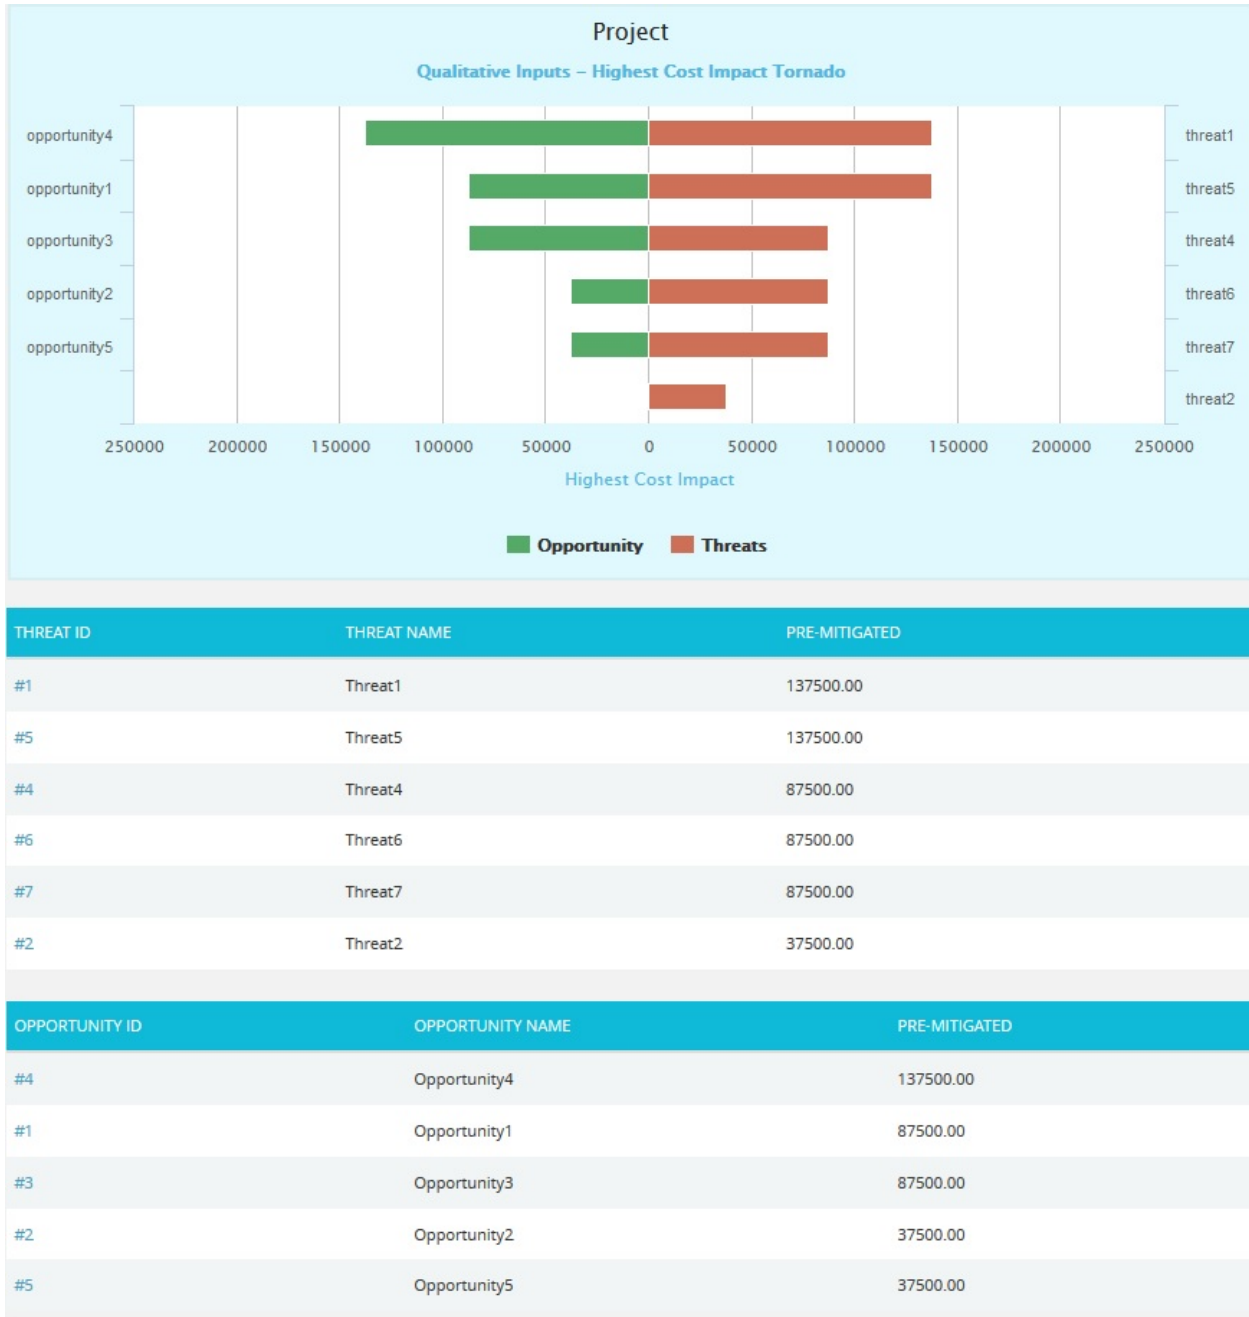 Project
Qualitative Inputs – Highest Cost Impact Tornado
opportunity4 threat1
opportunity1 threat5
opportunity3 threat4
opportunity2 threat6
opportunity5 threat7
threat2
250000 200000 150000 100000 50000 0 50000 100000 150000 200000 250000
Highest Cost Impact
Opportunity Threats
THREAT ID THREAT NAME PRE-MITIGATED
#1 Threat1 137500.00
#5 Threat5 137500.00
#4 Threat4 87500.00
#6 Threat6 87500.00
#7 Threat7 87500.00
#2 Threat2 37500.00
OPPORTUNITY ID OPPORTUNITY NAME PRE-MITIGATED
#4 Opportunity4 137500.00
#1 Opportunity1 87500.00
#3 Opportunity3 87500.00
#2 Opportunity2 37500.00
#5 Opportunity5 37500.00